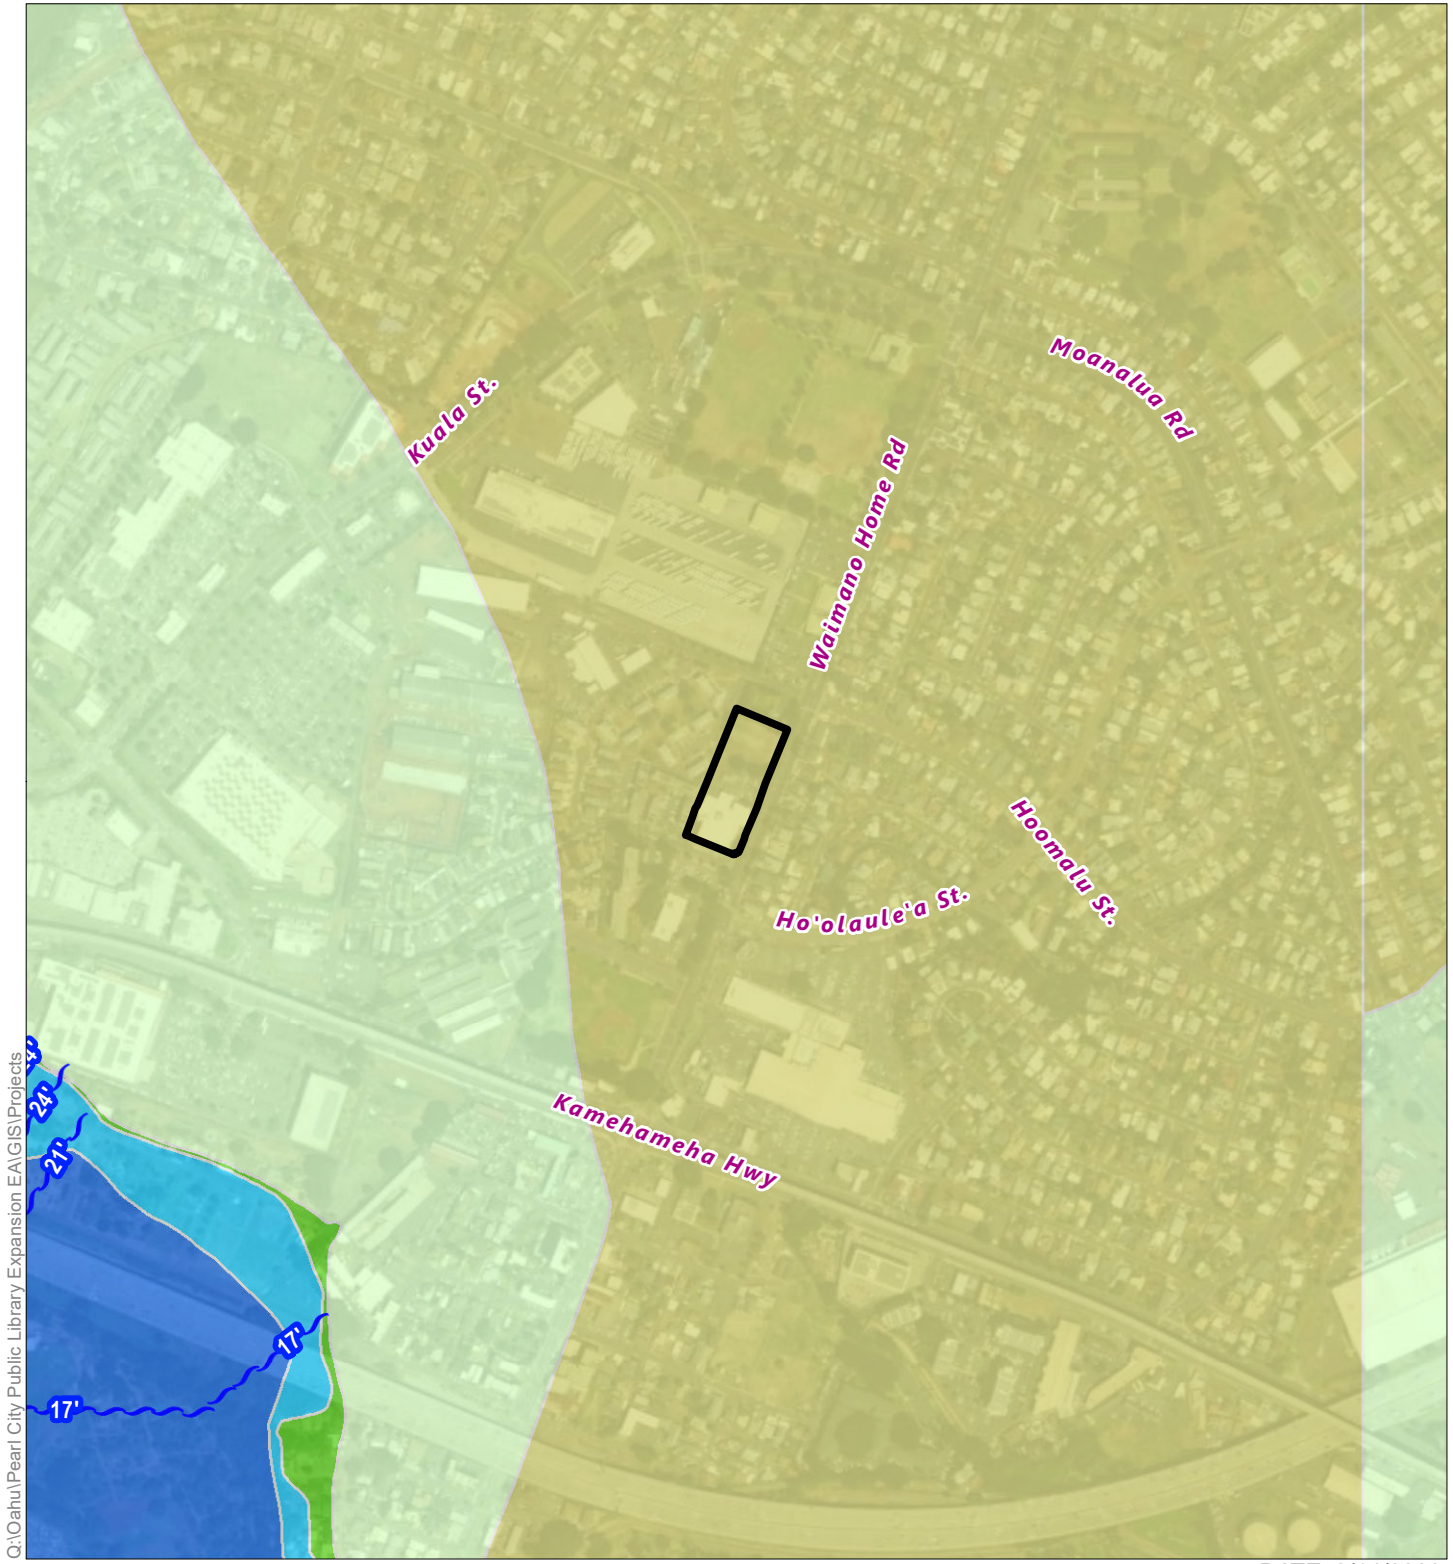 Moanalua Rd
Kuala St.
Waimano Home Rd
Hoomalu St.
Ho'olaule'a St.
Kamehameha Hwy
24'
21'
17'
17'
Q:\Oahu\Pearl City Public Library Expansion EA\GIS\Projects